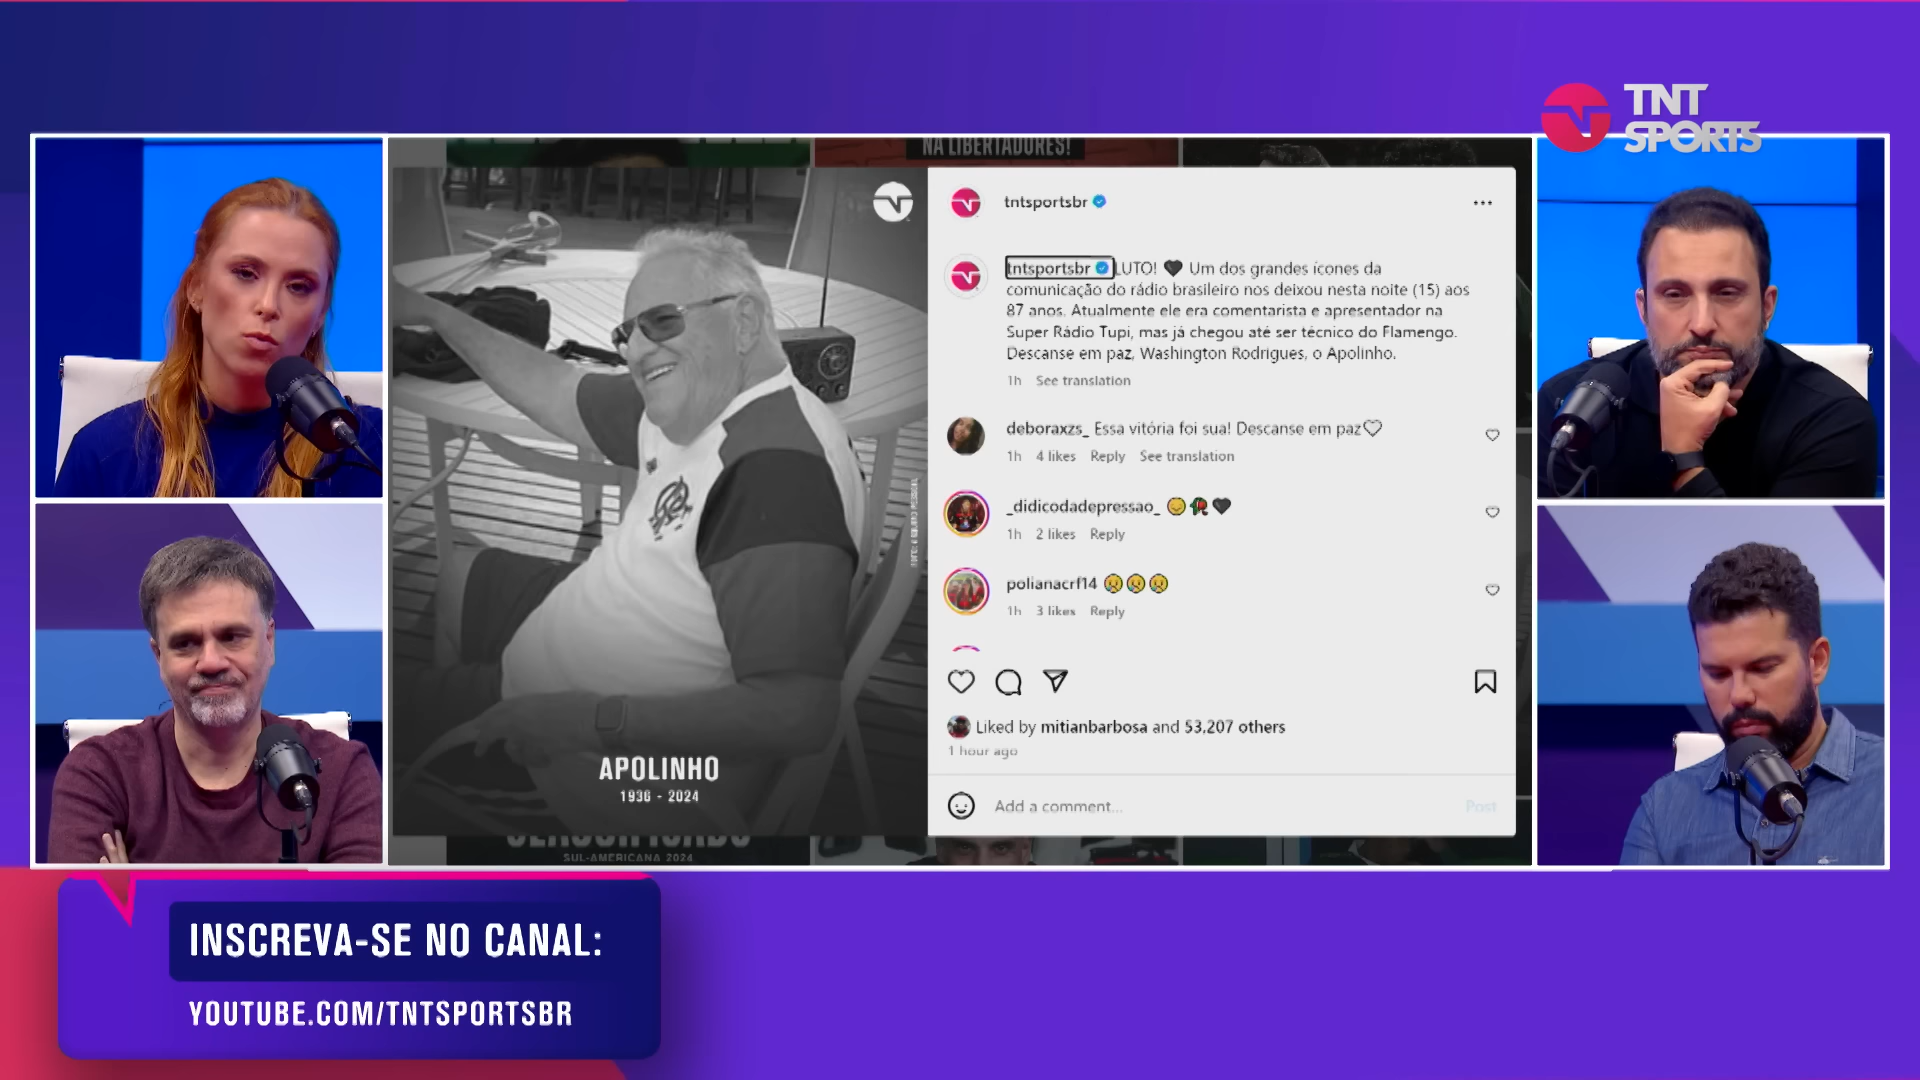 TNT
SPORTS
NA LIBERTADORES!
tntsportsbr
tntsportsbr LUTO! 🖤 Um dos grandes ícones da
comunicação do rádio brasileiro nos deixou nesta noite (15) aos
87 anos. Atualmente ele era comentarista e apresentador na
Super Rádio Tupi, mas já chegou até ser técnico do Flamengo.
Descanse em paz, Washington Rodrigues, o Apolinho.
1h See translation
deboraxzs_ Essa vitória foi sua! Descanse em paz🤍
1h 4 likes Reply See translation
_didicodadepressao_ 😔🥀🖤
1h 2 likes Reply
polianacrf14 😢😢😢
1h 3 likes Reply
Liked by mitianbarbosa and 53,207 others
1 hour ago
Add a comment... Post
APOLINHO
1936 - 2024
SUL-AMERICANA 2024
INSCREVA-SE NO CANAL:
YOUTUBE.COM/TNTSPORTSBR